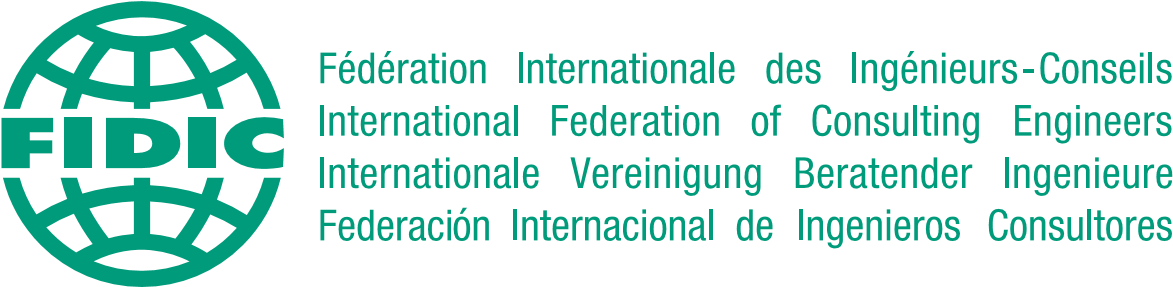 FIDIC
Fédération Internationale des Ingénieurs-Conseils
International Federation of Consulting Engineers
Internationale Vereinigung Beratender Ingenieure
Federación Internacional de Ingenieros Consultores